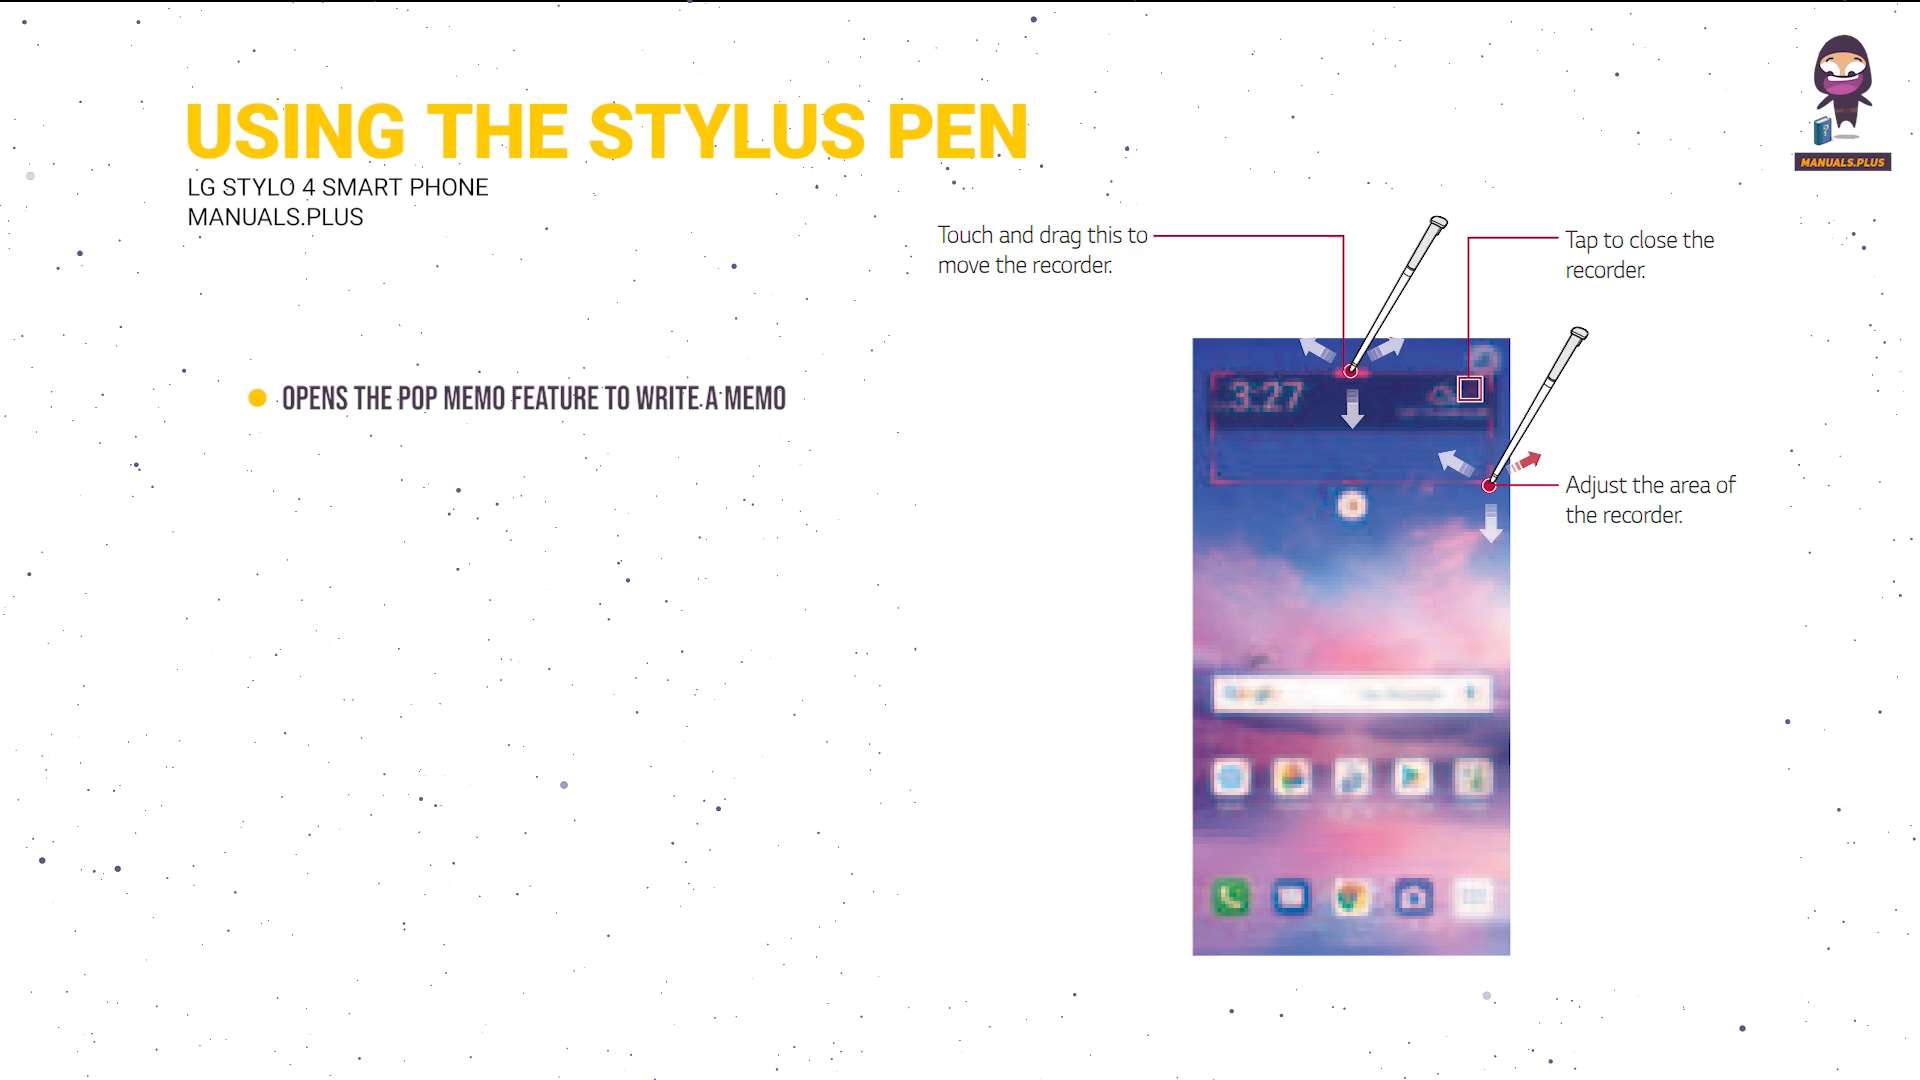 USING THE STYLUS PEN
LG STYLO 4 SMART PHONE
MANUALS.PLUS
MANUALS.PLUS
Touch and drag this to
move the recorder.
Tap to close the
recorder.
OPENS THE POP MEMO FEATURE TO WRITE A MEMO
3:27
Adjust the area of
the recorder.
Google